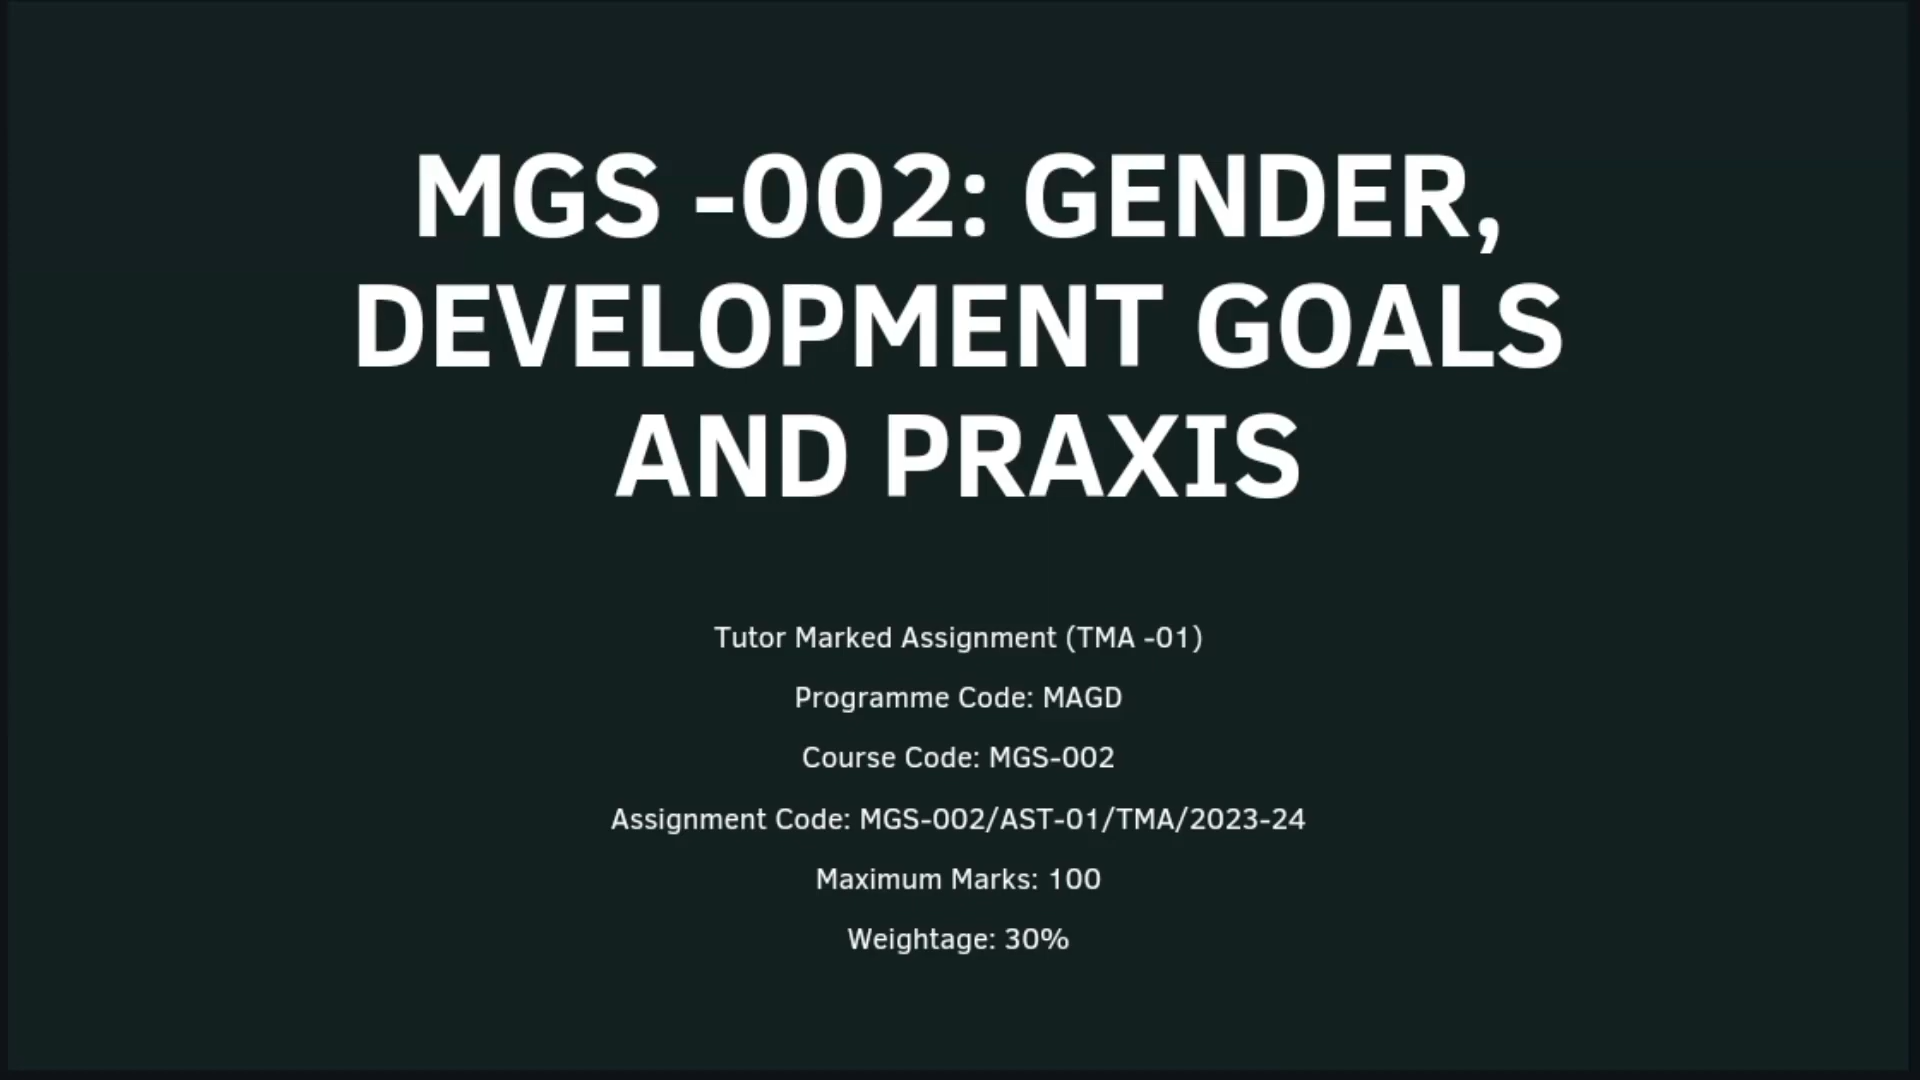 MGS -002: GENDER,
DEVELOPMENT GOALS
AND PRAXIS
Tutor Marked Assignment (TMA -01)
Programme Code: MAGD
Course Code: MGS-002
Assignment Code: MGS-002/AST-01/TMA/2023-24
Maximum Marks: 100
Weightage: 30%